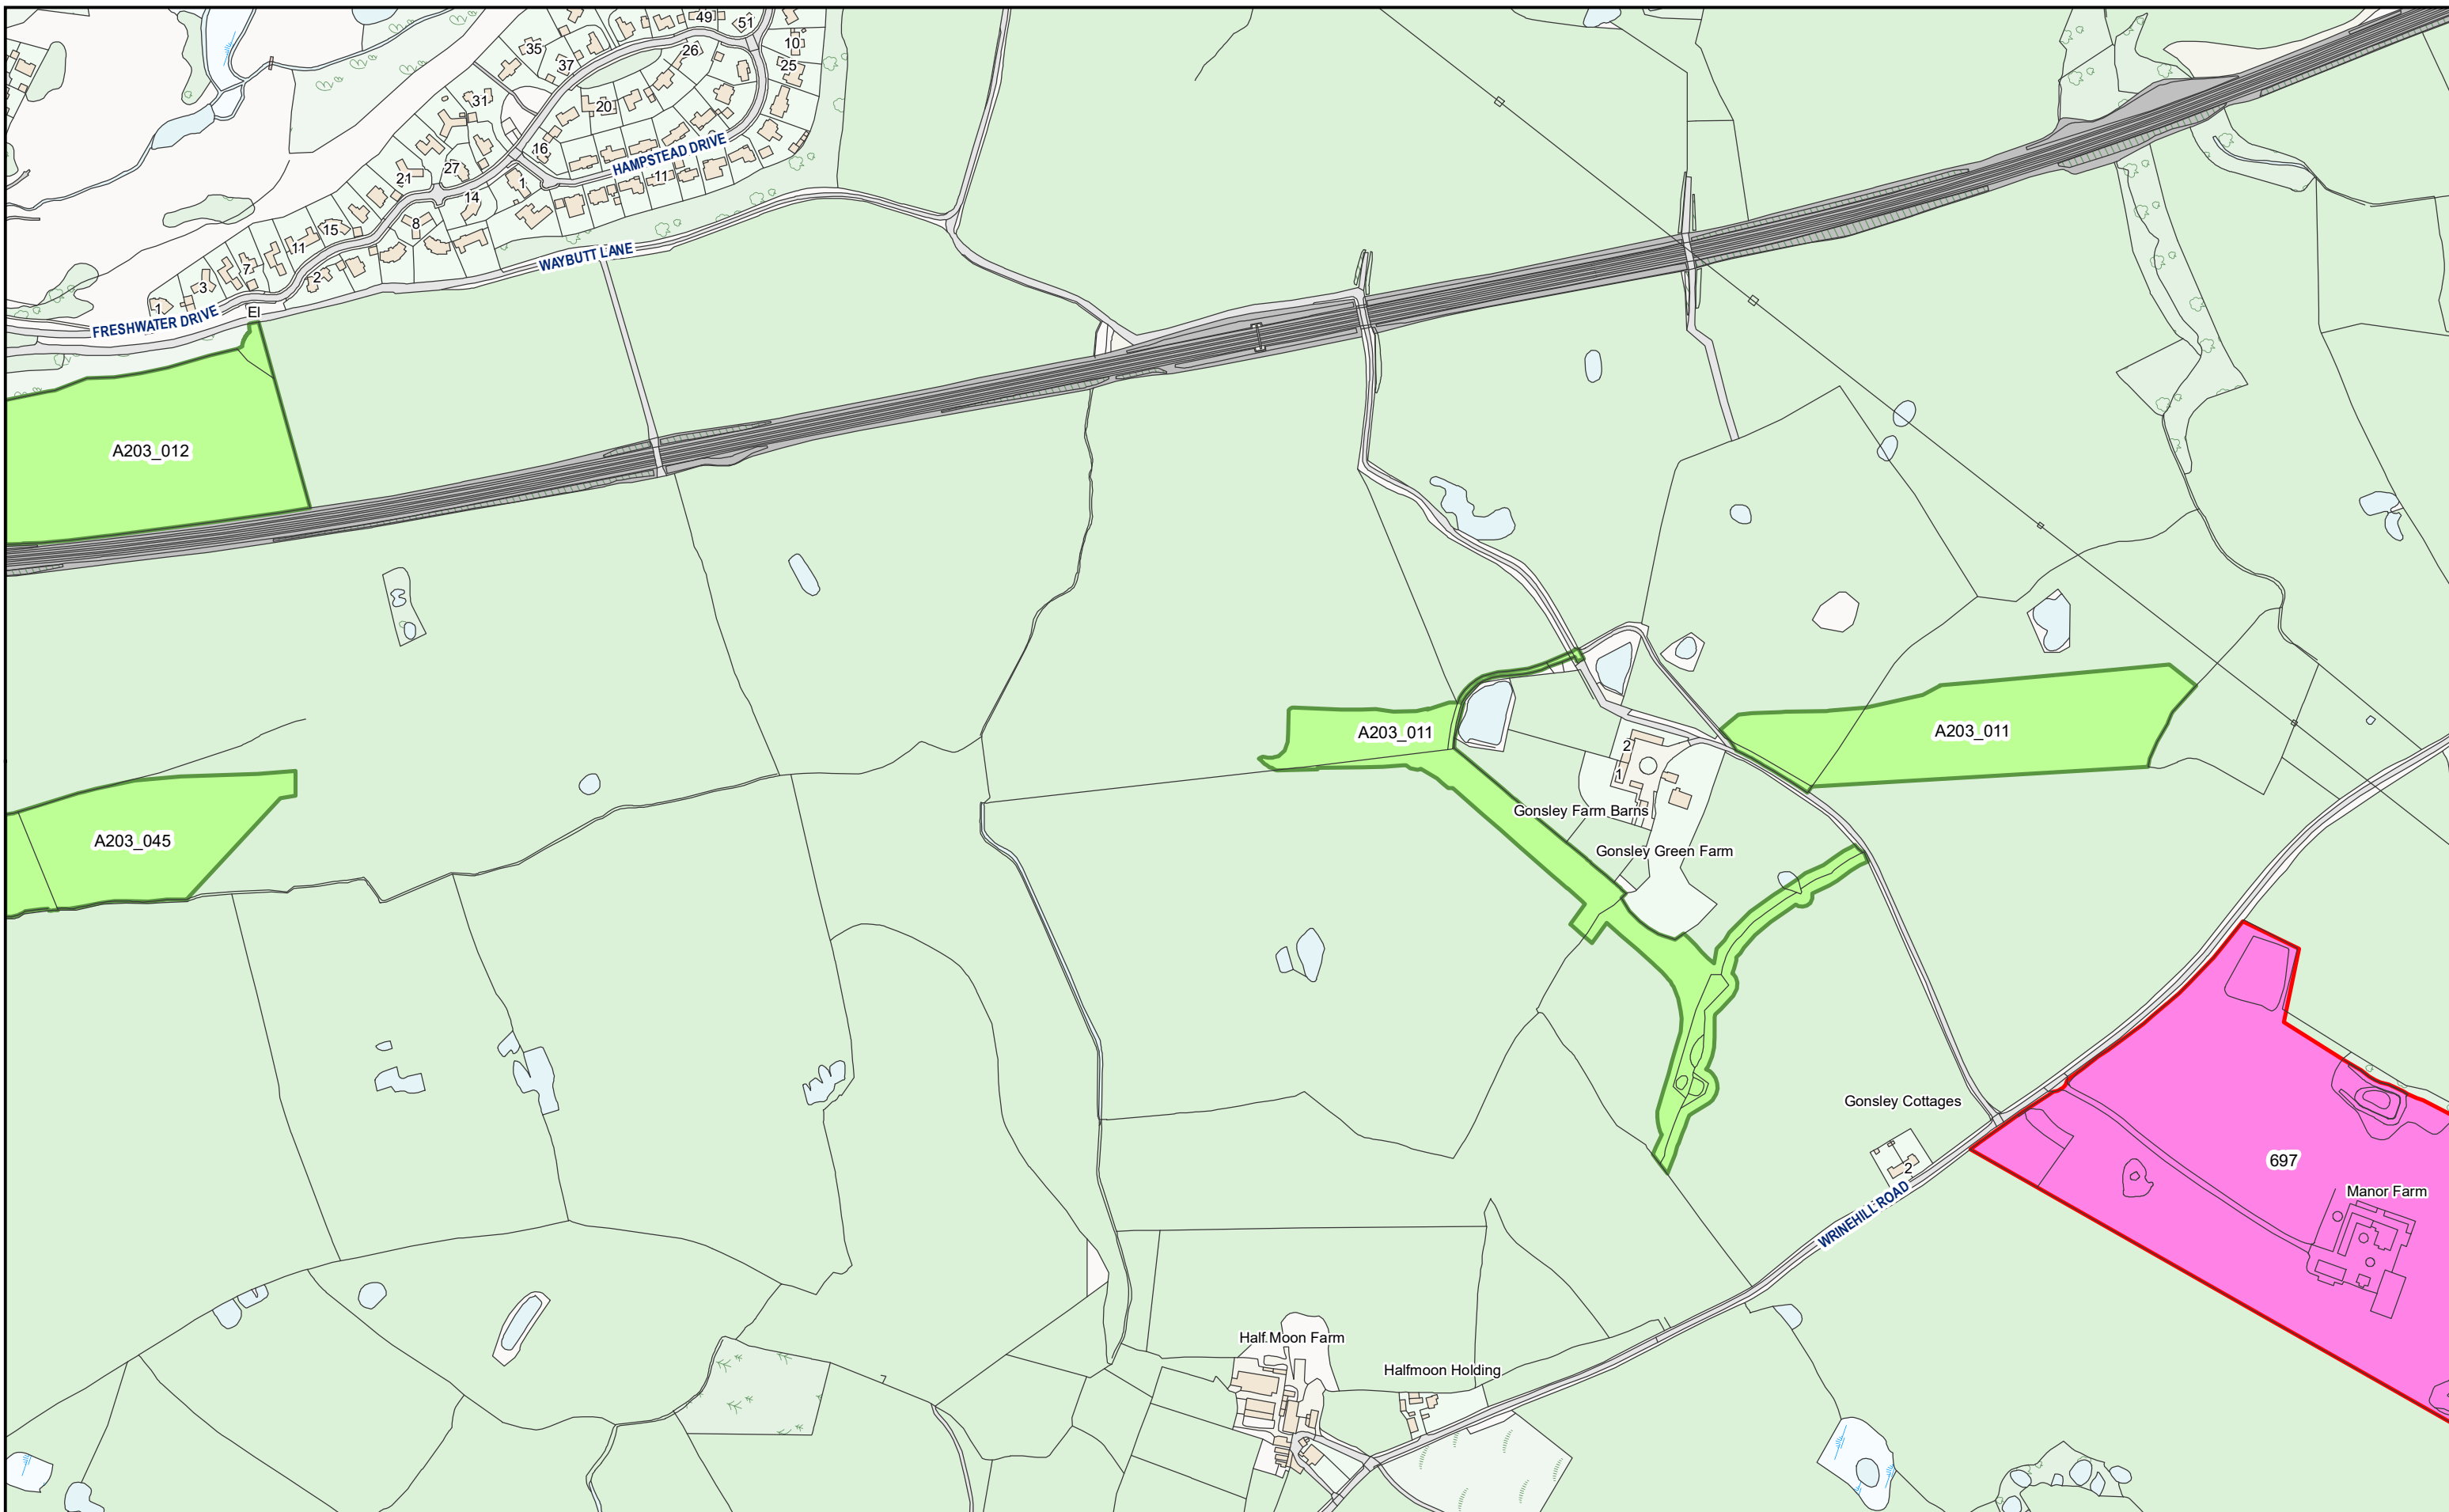 49
51
35
26
10
37
25
31
20
16
HAMPSTEAD DRIVE
27
21
1
11
14
8
15
11
7
2
3
1
WAYBUTT LANE
FRESHWATER DRIVE
El
A203_012
A203_011
A203_011
2
1
Gonsley Farm Barns
A203_045
Gonsley Green Farm
Gonsley Cottages
2
697
Manor Farm
WRINEHILL ROAD
Half Moon Farm
Halfmoon Holding